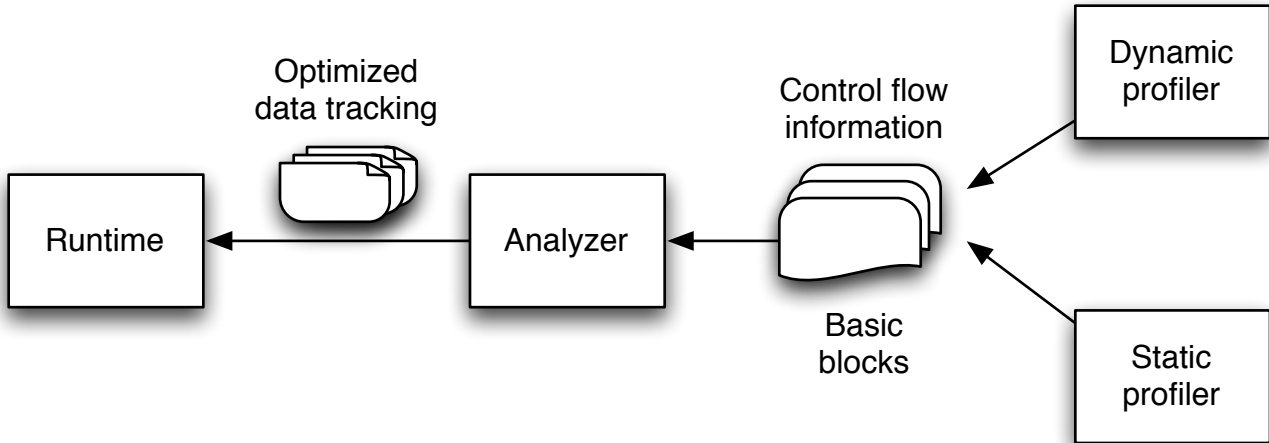 Optimized
data tracking
Runtime
Analyzer
Control flow
information
Basic
blocks
Dynamic
profiler
Static
profiler